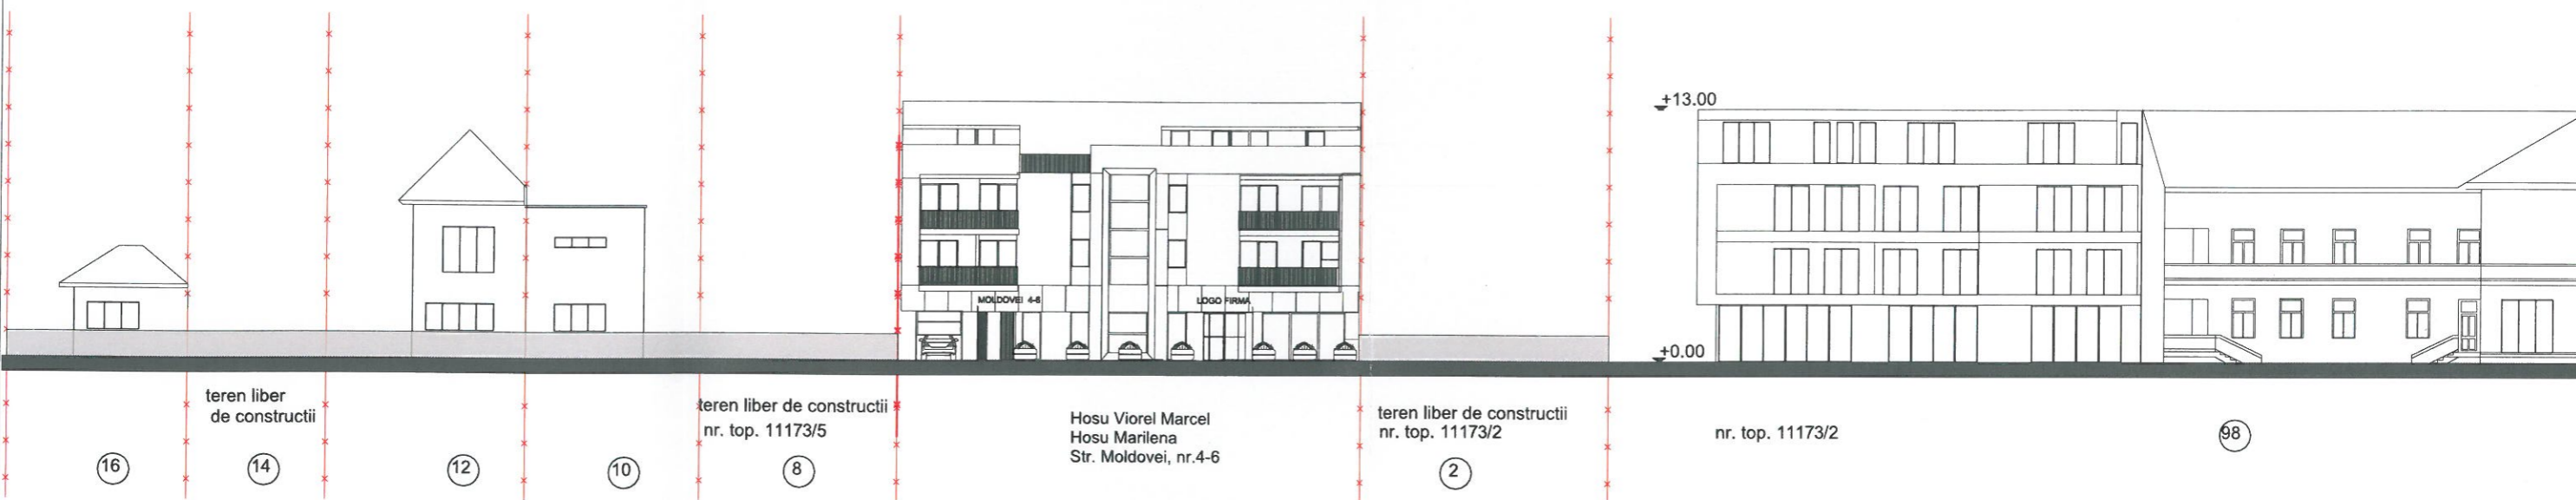 +13.00
MOLDOVEI 4-6
LOGO FIRMA
+0.00
teren liber
de constructii
teren liber de constructii
nr. top. 11173/5
Hosu Viorel Marcel
Hosu Marilena
Str. Moldovei, nr.4-6
teren liber de constructii
nr. top. 11173/2
nr. top. 11173/2
98
16
14
12
10
8
2